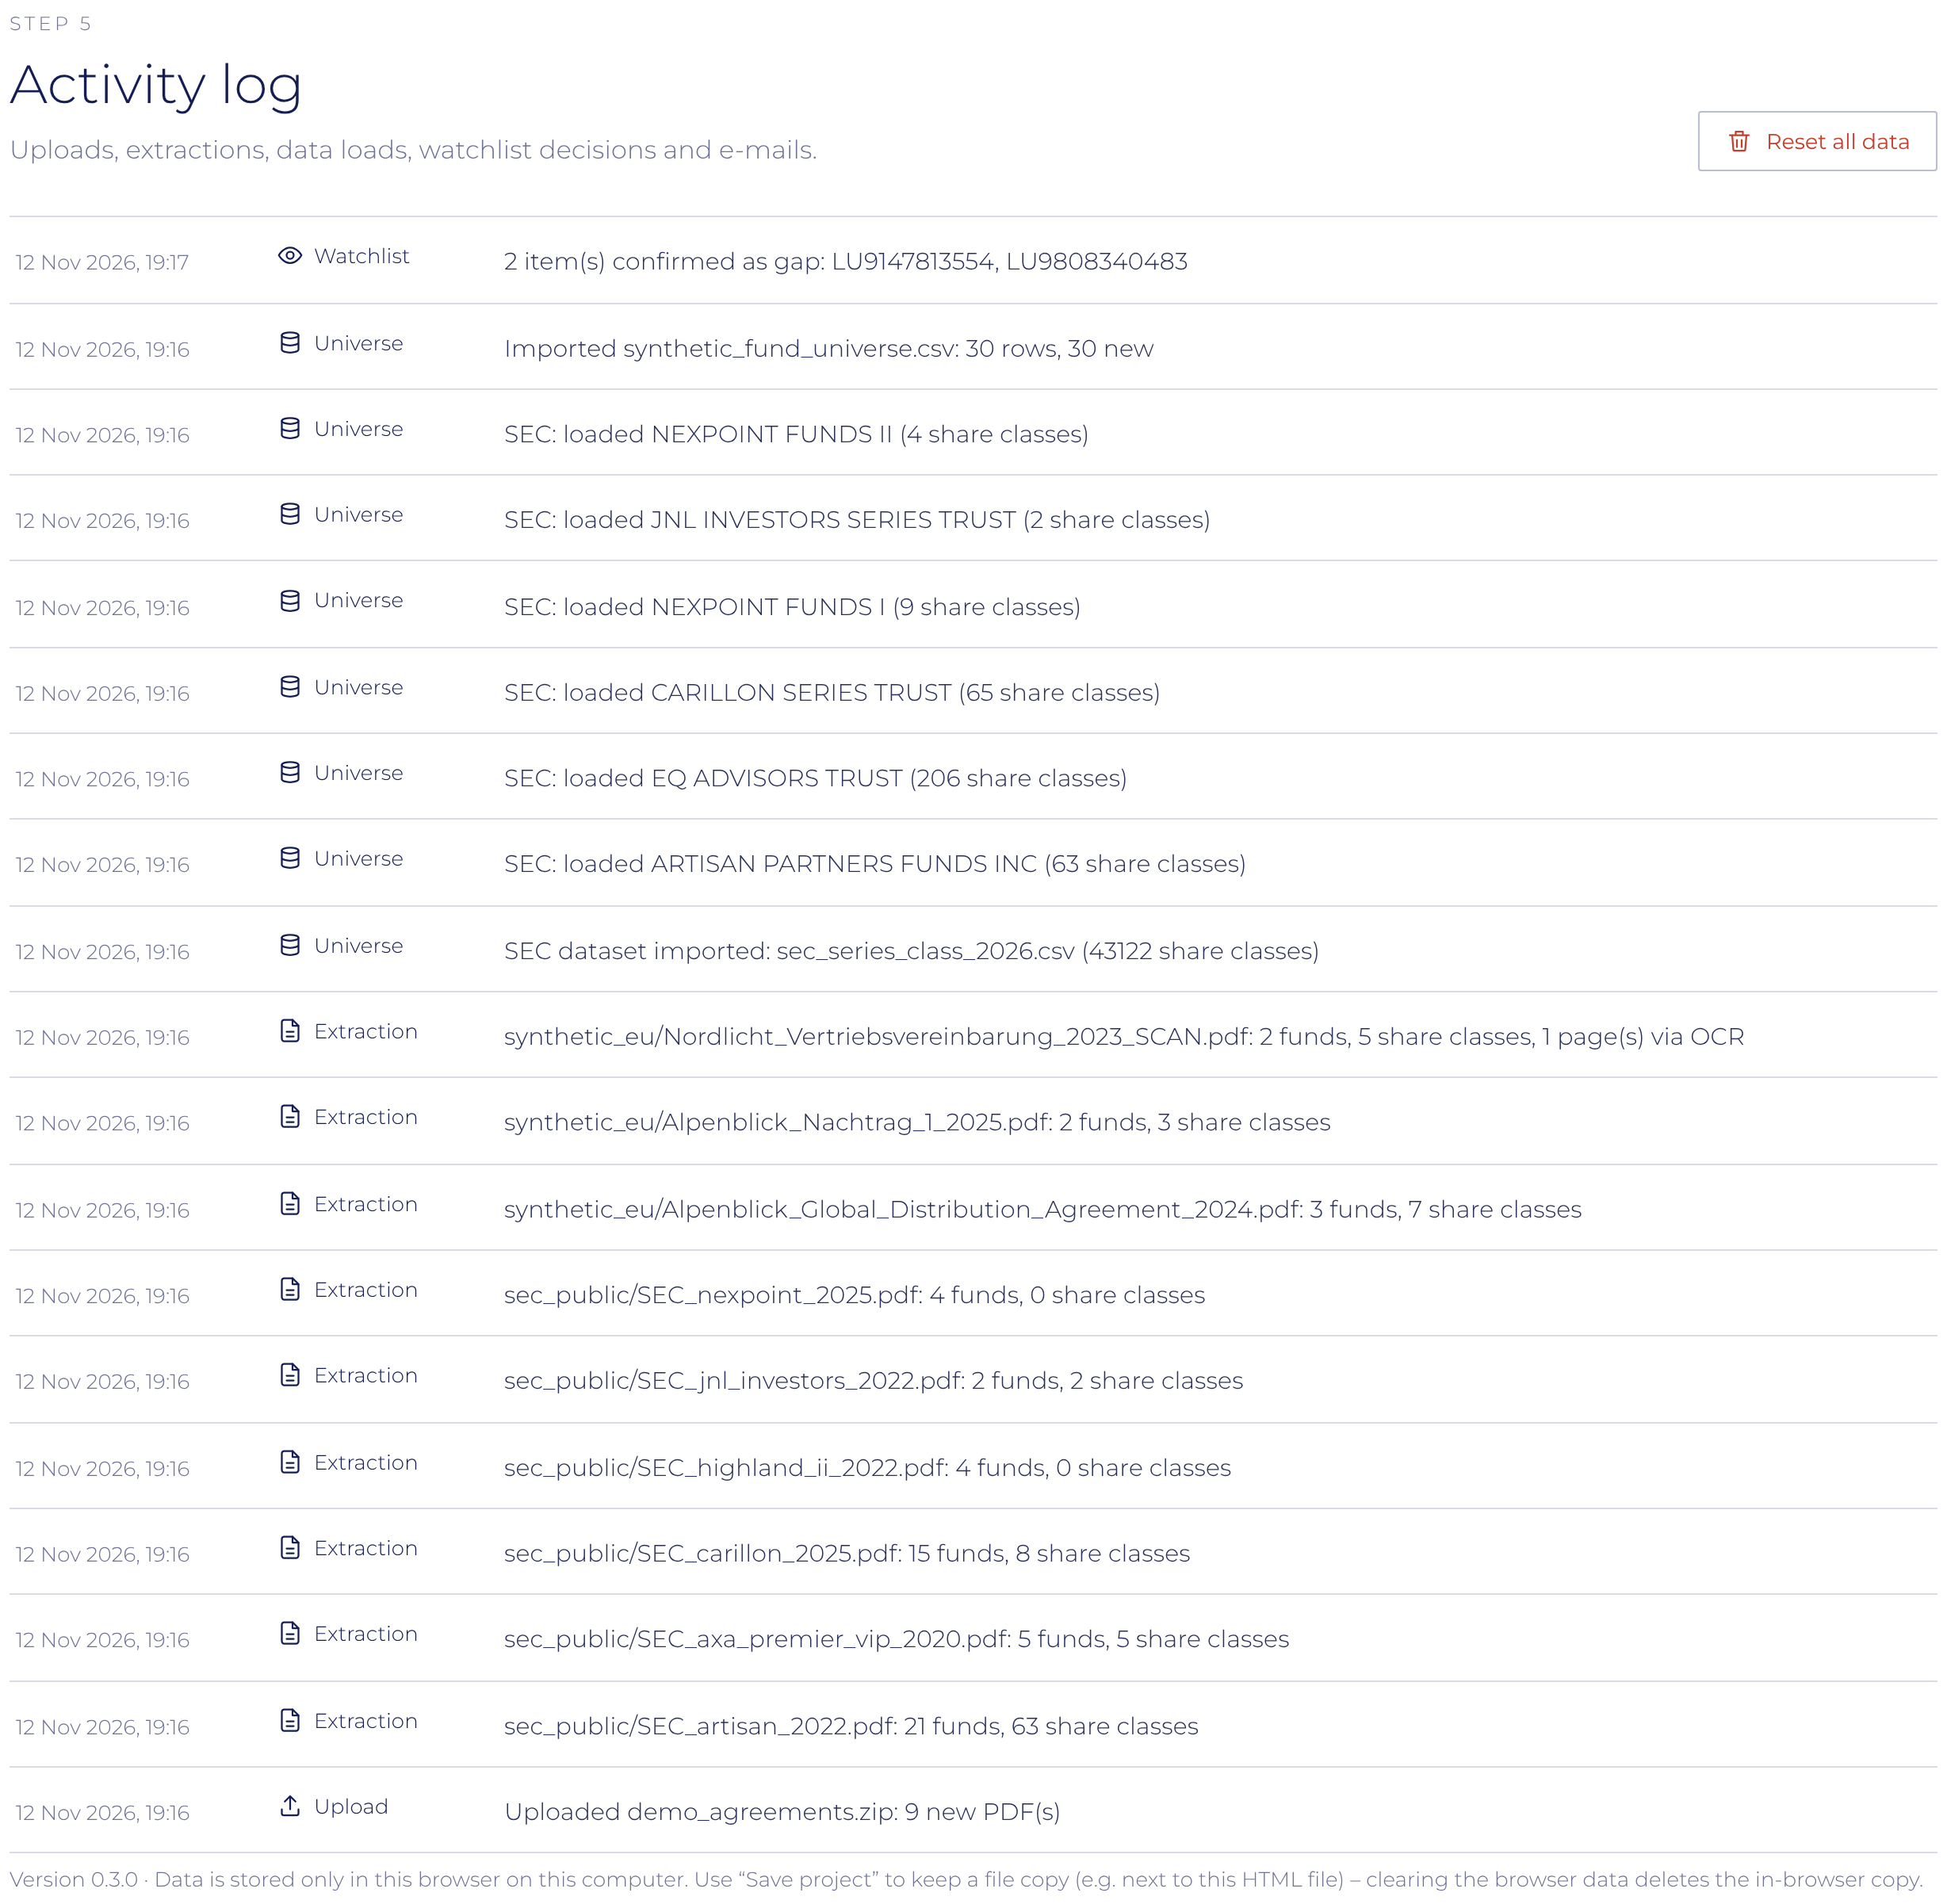 STEP 5
Activity log
Uploads, extractions, data loads, watchlist decisions and e-mails.
Reset all data
12 Nov 2026, 19:17 Watchlist 2 item(s) confirmed as gap: LU9147813554, LU9808340483
12 Nov 2026, 19:16 Universe Imported synthetic_fund_universe.csv: 30 rows, 30 new
12 Nov 2026, 19:16 Universe SEC: loaded NEXPOINT FUNDS II (4 share classes)
12 Nov 2026, 19:16 Universe SEC: loaded JNL INVESTORS SERIES TRUST (2 share classes)
12 Nov 2026, 19:16 Universe SEC: loaded NEXPOINT FUNDS I (9 share classes)
12 Nov 2026, 19:16 Universe SEC: loaded CARILLON SERIES TRUST (65 share classes)
12 Nov 2026, 19:16 Universe SEC: loaded EQ ADVISORS TRUST (206 share classes)
12 Nov 2026, 19:16 Universe SEC: loaded ARTISAN PARTNERS FUNDS INC (63 share classes)
12 Nov 2026, 19:16 Universe SEC dataset imported: sec_series_class_2026.csv (43122 share classes)
12 Nov 2026, 19:16 Extraction synthetic_eu/Nordlicht_Vertriebsvereinbarung_2023_SCAN.pdf: 2 funds, 5 share classes, 1 page(s) via OCR
12 Nov 2026, 19:16 Extraction synthetic_eu/Alpenblick_Nachtrag_1_2025.pdf: 2 funds, 3 share classes
12 Nov 2026, 19:16 Extraction synthetic_eu/Alpenblick_Global_Distribution_Agreement_2024.pdf: 3 funds, 7 share classes
12 Nov 2026, 19:16 Extraction sec_public/SEC_nexpoint_2025.pdf: 4 funds, 0 share classes
12 Nov 2026, 19:16 Extraction sec_public/SEC_jnl_investors_2022.pdf: 2 funds, 2 share classes
12 Nov 2026, 19:16 Extraction sec_public/SEC_highland_ii_2022.pdf: 4 funds, 0 share classes
12 Nov 2026, 19:16 Extraction sec_public/SEC_carillon_2025.pdf: 15 funds, 8 share classes
12 Nov 2026, 19:16 Extraction sec_public/SEC_axa_premier_vip_2020.pdf: 5 funds, 5 share classes
12 Nov 2026, 19:16 Extraction sec_public/SEC_artisan_2022.pdf: 21 funds, 63 share classes
12 Nov 2026, 19:16 Upload Uploaded demo_agreements.zip: 9 new PDF(s)
Version 0.3.0 · Data is stored only in this browser on this computer. Use “Save project” to keep a file copy (e.g. next to this HTML file) – clearing the browser data deletes the in-browser copy.